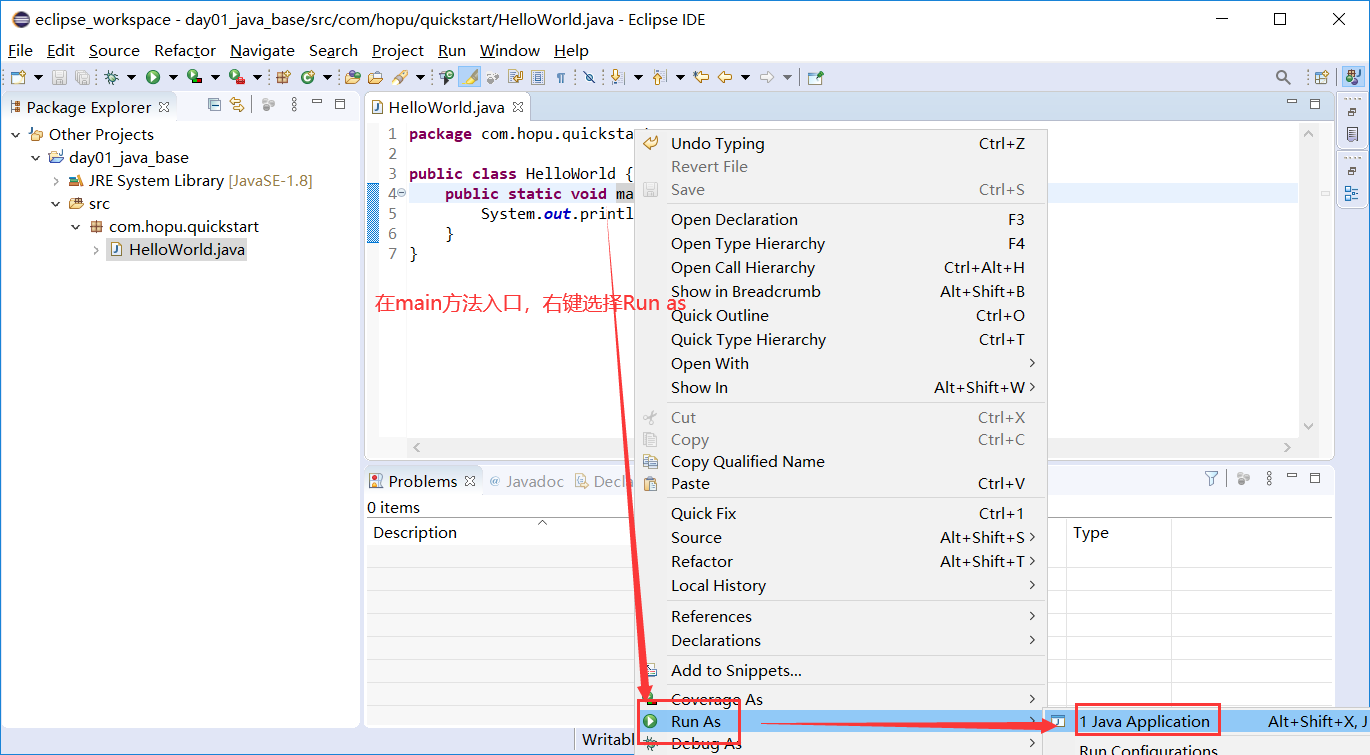 eclipse_workspace - day01_java_base/src/com/hopu/quickstart/HelloWorld.java - Eclipse IDE
File Edit Source Refactor Navigate Search Project Run Window Help
Package Explorer
Other Projects
day01_java_base
JRE System Library [JavaSE-1.8]
src
com.hopu.quickstart
HelloWorld.java
HelloWorld.java
1 package com.hopu.quicksta
2
3 public class HelloWorld {
4 public static void ma
5 System.out.printl
6 }
7 }
在main方法入口，右键选择Run as
Undo Typing Ctrl+Z
Revert File
Save Ctrl+S
Open Declaration F3
Open Type Hierarchy F4
Open Call Hierarchy Ctrl+Alt+H
Show in Breadcrumb Alt+Shift+B
Quick Outline Ctrl+O
Quick Type Hierarchy Ctrl+T
Open With
Show In Alt+Shift+W
Cut Ctrl+X
Copy Ctrl+C
Copy Qualified Name
Paste Ctrl+V
Quick Fix Ctrl+1
Source Alt+Shift+S
Refactor Alt+Shift+T
Local History
References
Declarations
Add to Snippets...
Coverage As
Run As
Debug As
1 Java Application Alt+Shift+X, J
Run Configurations
Problems @ Javadoc Decla
0 items
Description Type
Writabl